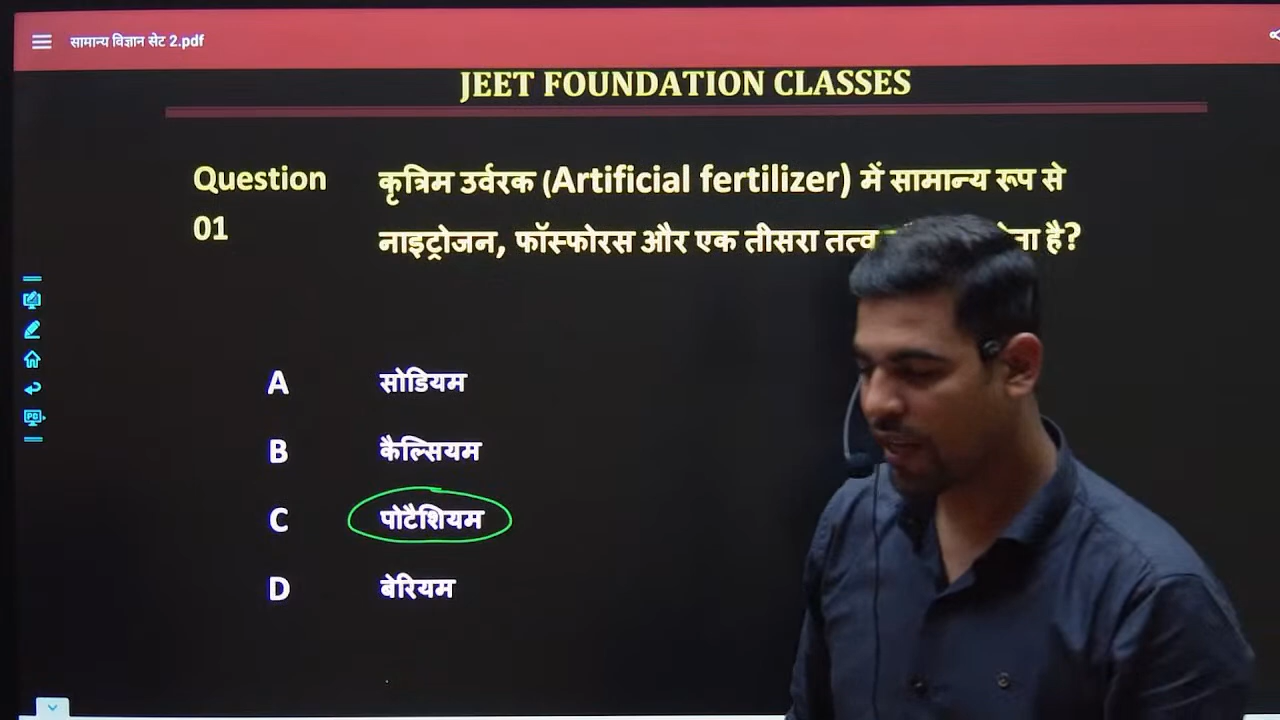 सामान्य विज्ञान सेट 2.pdf
JEET FOUNDATION CLASSES
Question 01
कृत्रिम उर्वरक (Artificial fertilizer) में सामान्य रूप से
नाइट्रोजन, फॉस्फोरस और एक तीसरा तत्व है?
A सोडियम
B कैल्सियम
C पोटैशियम
D बेरियम